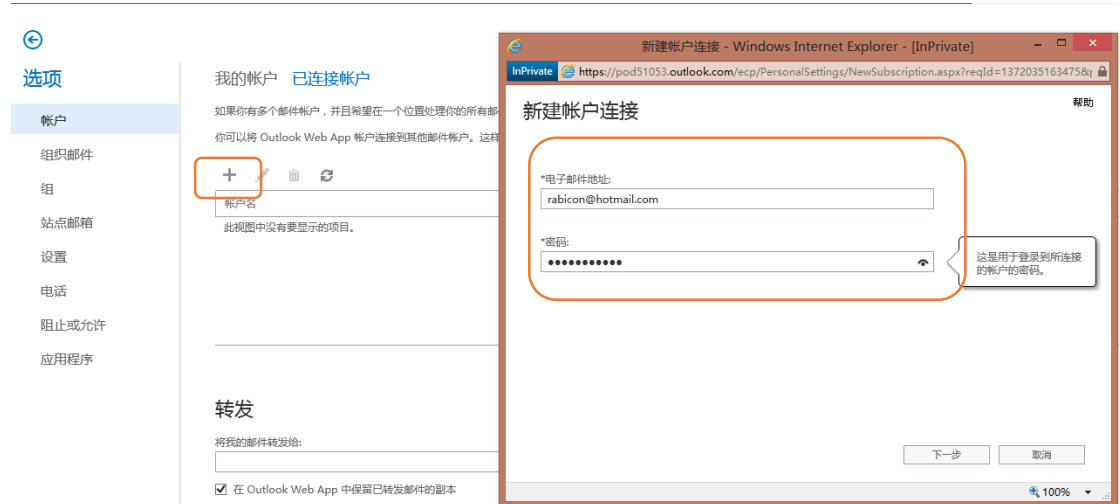 选项
帐户
组织邮件
组
站点邮箱
设置
电话
阻止或允许
应用程序
我的帐户 已连接帐户
如果你有多个邮件帐户，并且希望在一个位置处理你的所有邮
你可以将 Outlook Web App 帐户连接到其他邮件帐户。这样
帐户名
此视图中没有要显示的项目。
转发
将我的邮件转发给:
在 Outlook Web App 中保留已转发邮件的副本
新建帐户连接 - Windows Internet Explorer - [InPrivate]
InPrivate https://pod51053.outlook.com/ecp/PersonalSettings/NewSubscription.aspx?reqId=1372035163475&
帮助
新建帐户连接
*电子邮件地址:
rabicon@hotmail.com
*密码:
这是用于登录到所连接
的帐户的密码。
下一步 取消
100%